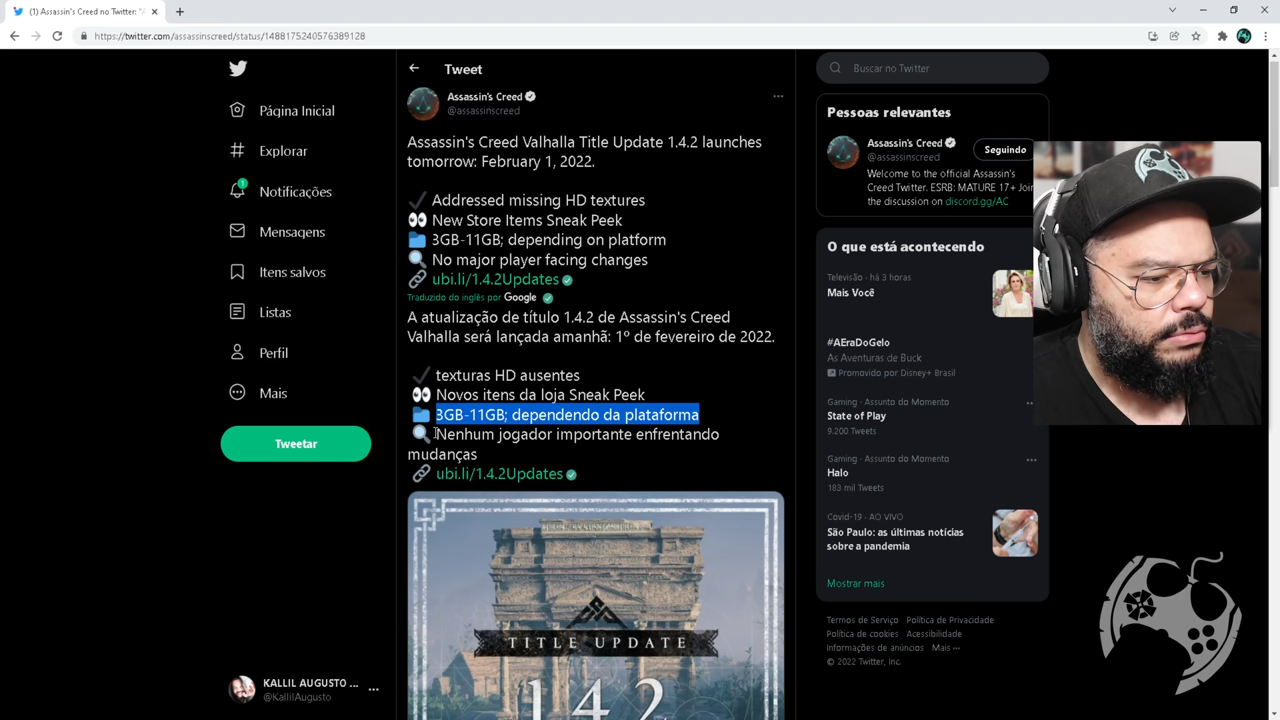 (1) Assassin's Creed no Twitter: "A
https://twitter.com/assassinscreed/status/1488175240576389128
Página Inicial
Explorar
1
Notificações
Mensagens
Itens salvos
Listas
Perfil
Mais
Tweetar
KALLIL AUGUSTO ...
@KallilAugusto
Tweet
Assassin's Creed
@assassinscreed
Assassin's Creed Valhalla Title Update 1.4.2 launches
tomorrow: February 1, 2022.
Addressed missing HD textures
New Store Items Sneak Peek
3GB-11GB; depending on platform
No major player facing changes
ubi.li/1.4.2Updates
Traduzido do inglês por Google
A atualização de título 1.4.2 de Assassin's Creed
Valhalla será lançada amanhã: 1º de fevereiro de 2022.
texturas HD ausentes
Novos itens da loja Sneak Peek
3GB-11GB; dependendo da plataforma
Nenhum jogador importante enfrentando
mudanças
ubi.li/1.4.2Updates
TITLE UPDATE
1.4.2
Buscar no Twitter
Pessoas relevantes
Assassin's Creed
@assassinscreed
Seguindo
Welcome to the official Assassin's
Creed Twitter. ESRB: MATURE 17+ Join
the discussion on discord.gg/AC
O que está acontecendo
Televisão · há 3 horas
Mais Você
#AEraDoGelo
As Aventuras de Buck
Promovido por Disney+ Brasil
Gaming · Assunto do Momento
State of Play
9.200 Tweets
Gaming · Assunto do Momento
Halo
183 mil Tweets
Covid-19 · AO VIVO
São Paulo: as últimas notícias
sobre a pandemia
Mostrar mais
Termos de Serviço Política de Privacidade
Política de cookies Acessibilidade
Informações de anúncios Mais ···
© 2022 Twitter, Inc.